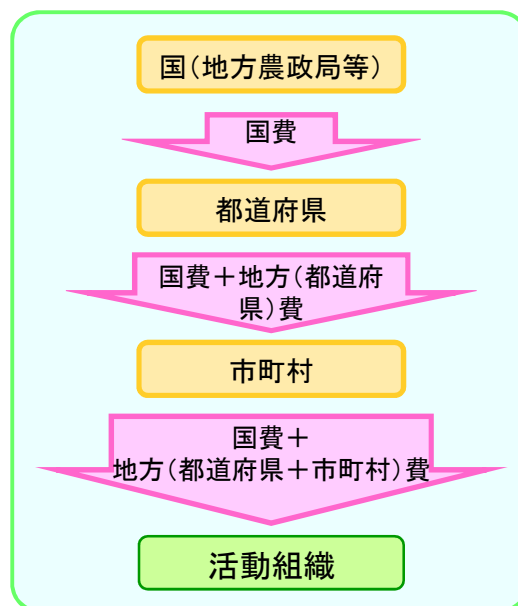 国(地方農政局等)
国費
都道府県
国費+地方(都道府
県)費
市町村
国費+
地方(都道府県+市町村)費
活動組織